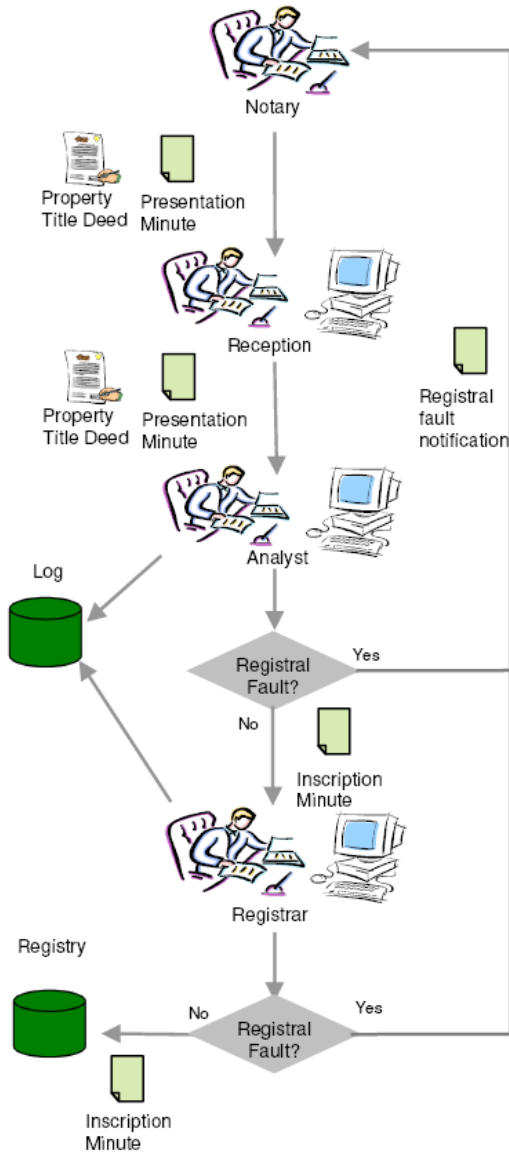 Notary
Property
Title Deed
Presentation
Minute
Reception
Property
Title Deed
Presentation
Minute
Registral
fault
notification
Analyst
Log
Registral
Fault?
Yes
No
Inscription
Minute
Registrar
Registry
No
Registral
Fault?
Yes
Inscription
Minute